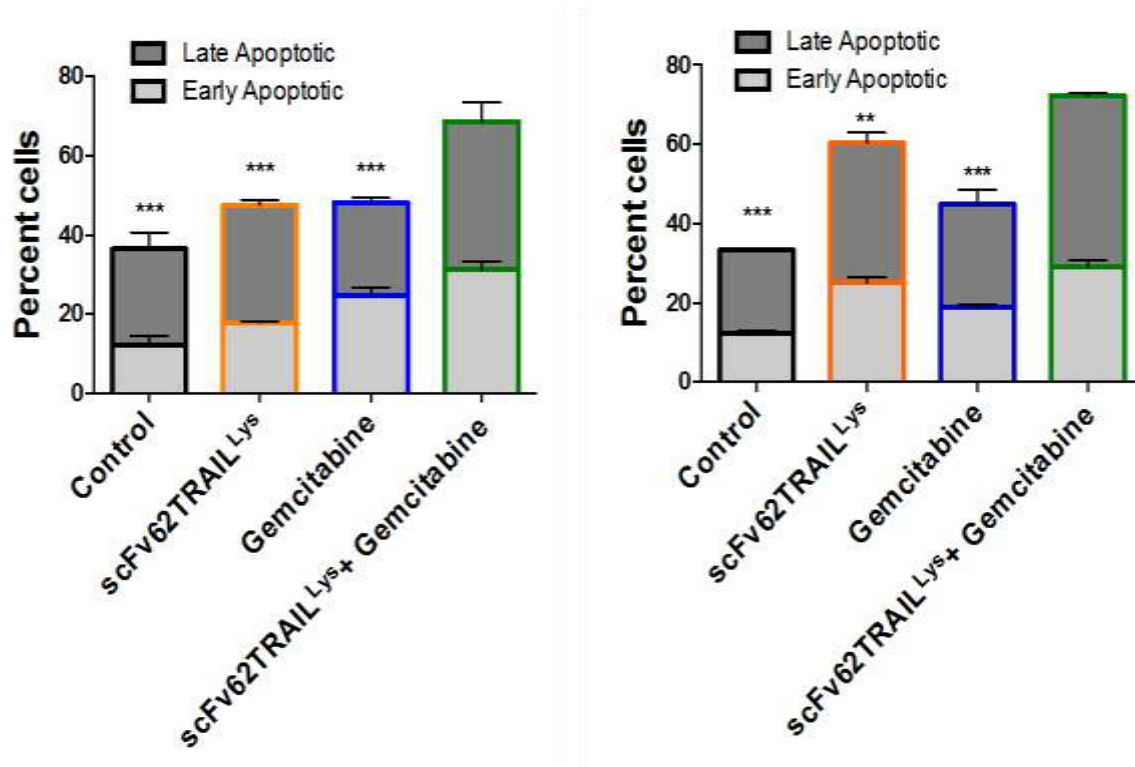 Late Apoptotic
Early Apoptotic
Percent cells
80
60
40
20
0
***
***
***
Control
scFv62TRAIL^Lys
Gemcitabine
scFv62TRAIL^Lys+ Gemcitabine
Late Apoptotic
Early Apoptotic
Percent cells
80
60
40
20
0
***
**
***
Control
scFv62TRAIL^Lys
Gemcitabine
scFv62TRAIL^Lys+ Gemcitabine